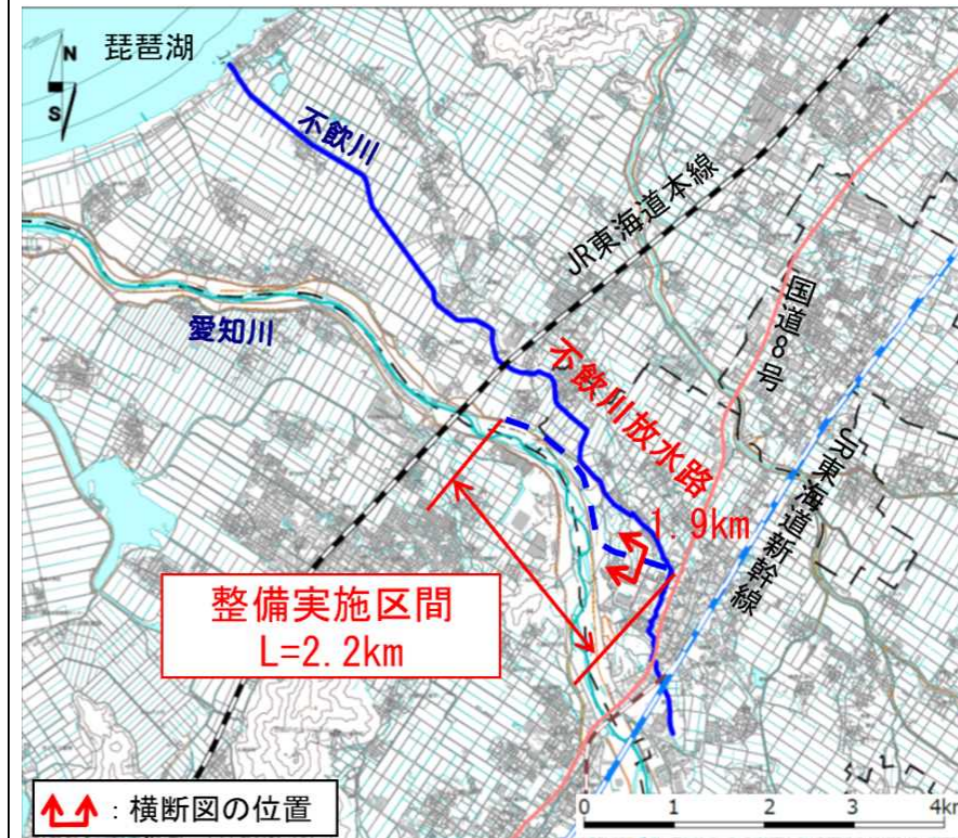 琵琶湖
N
S
不飲川
JR東海道本線
国道8号
愛知川
不飲川放水路
1.9km
JR東海道新幹線
整備実施区間
L=2.2km
：横断図の位置
0 1 2 3 4km